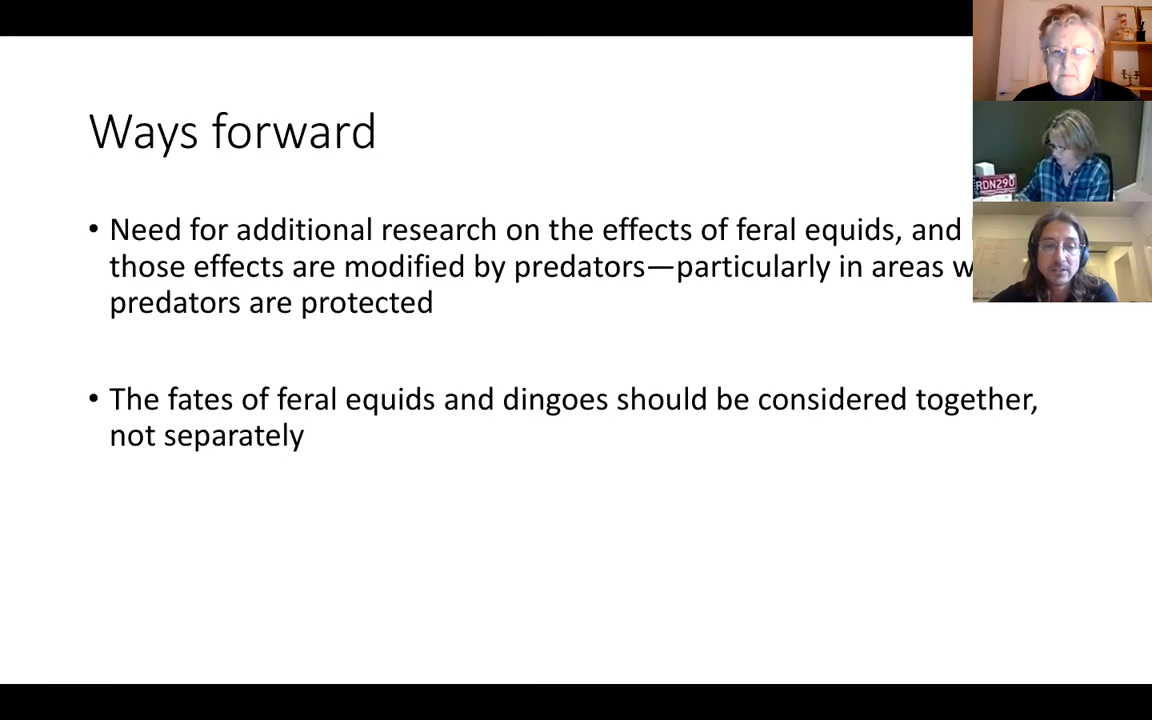 Ways forward
• Need for additional research on the effects of feral equids, and
those effects are modified by predators—particularly in areas w
predators are protected
• The fates of feral equids and dingoes should be considered together,
not separately
RDN290